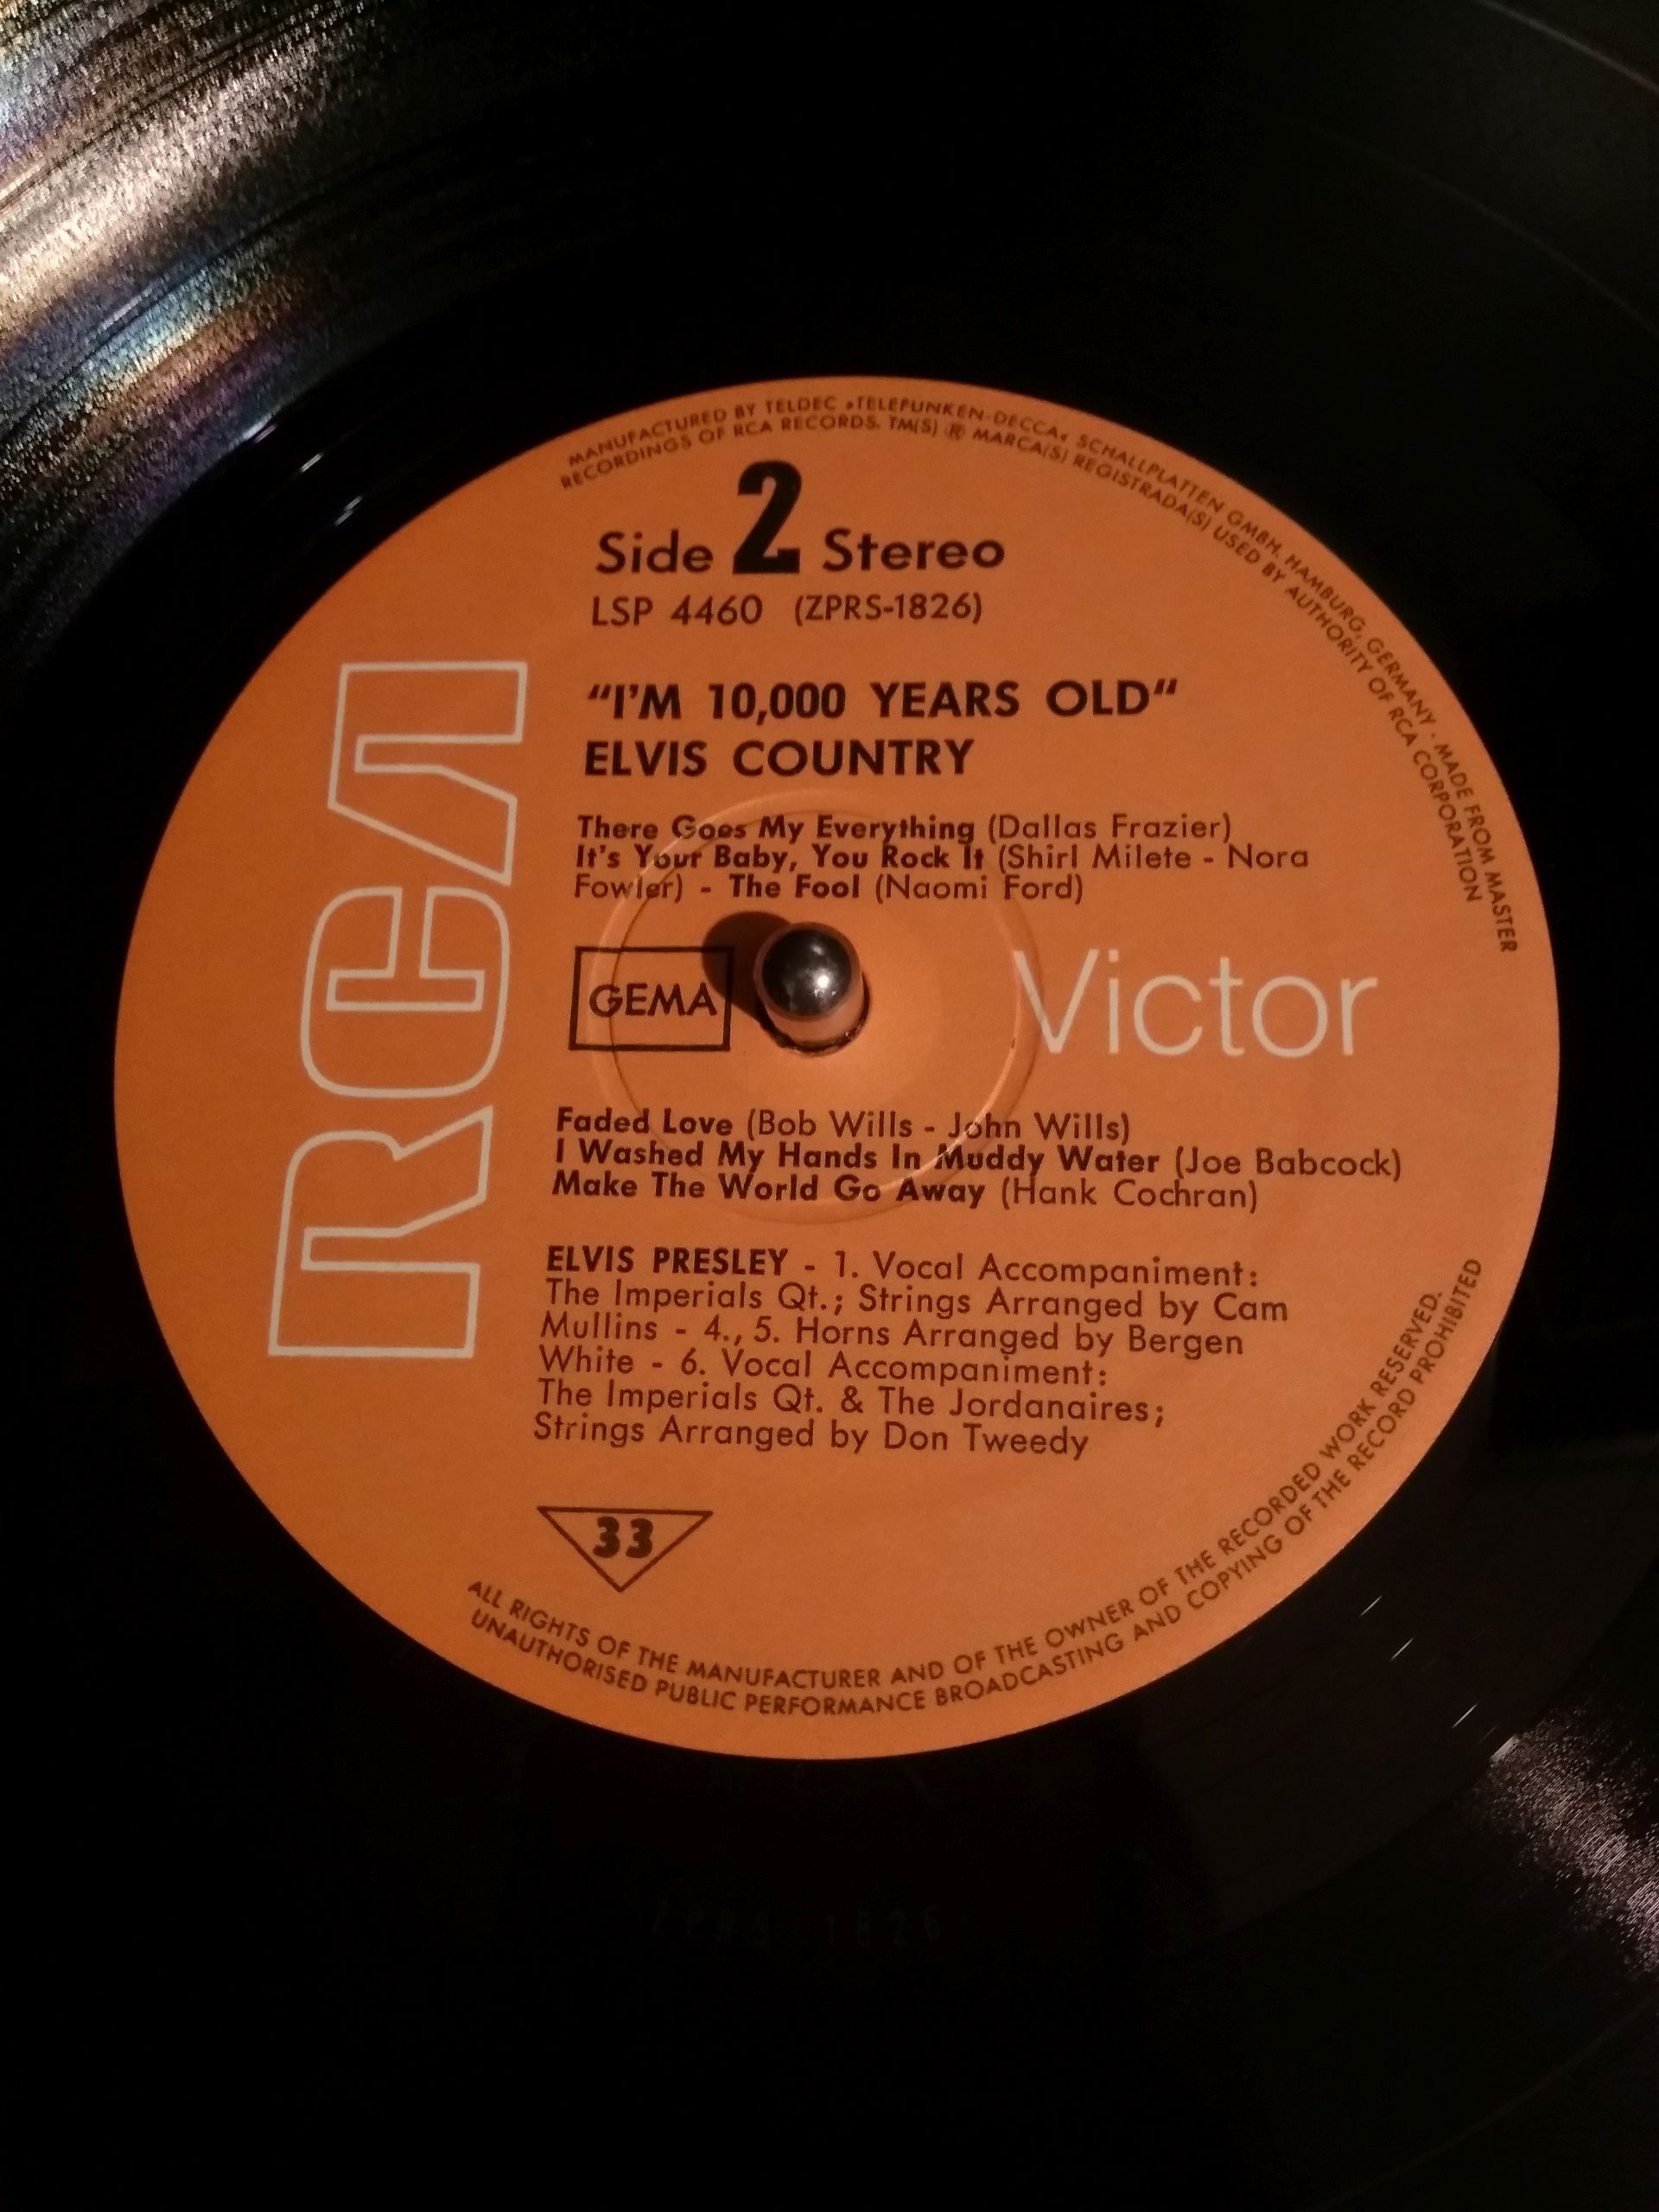 MANUFACTURED BY TELDEC »TELEFUNKEN-DECCA« SCHALLPLATTEN GMBH. HAMBURG, GERMANY · MADE FROM MASTER
RECORDINGS OF RCA RECORDS. TM(S) ® MARCA(S) REGISTRADA(S) USED BY AUTHORITY OF RCA CORPORATION
Side 2 Stereo
LSP 4460 (ZPRS-1826)
"I'M 10,000 YEARS OLD"
ELVIS COUNTRY
There Goes My Everything (Dallas Frazier)
It's Your Baby, You Rock It (Shirl Milete - Nora
Fowler) - The Fool (Naomi Ford)
RCA
GEMA
Victor
Faded Love (Bob Wills - John Wills)
I Washed My Hands In Muddy Water (Joe Babcock)
Make The World Go Away (Hank Cochran)
ELVIS PRESLEY - 1. Vocal Accompaniment:
The Imperials Qt.; Strings Arranged by Cam
Mullins - 4., 5. Horns Arranged by Bergen
White - 6. Vocal Accompaniment:
The Imperials Qt. & The Jordanaires;
Strings Arranged by Don Tweedy
33
ALL RIGHTS OF THE MANUFACTURER AND OF THE OWNER OF THE RECORDED WORK RESERVED.
UNAUTHORISED PUBLIC PERFORMANCE BROADCASTING AND COPYING OF THE RECORD PROHIBITED
ZPRS-1826